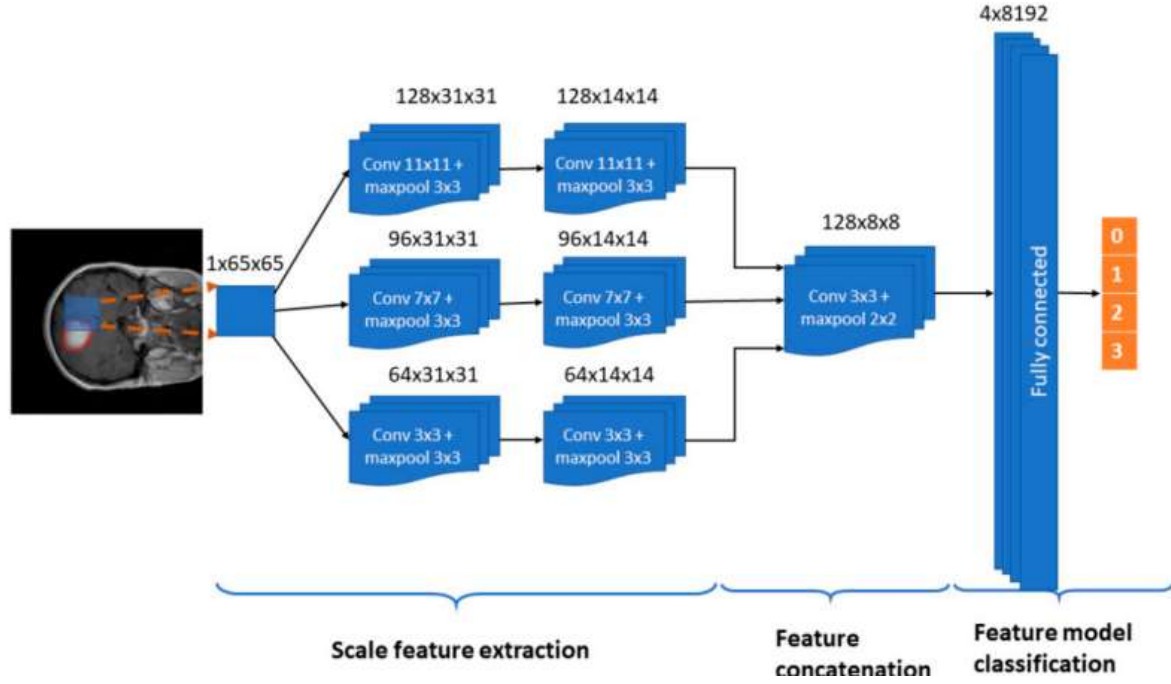 4x8192
128x31x31
128x14x14
Conv 11x11 +
maxpool 3x3
Conv 11x11 +
maxpool 3x3
1x65x65
96x31x31
96x14x14
128x8x8
Conv 7x7 +
maxpool 3x3
Conv 7x7 +
maxpool 3x3
Conv 3x3 +
maxpool 2x2
64x31x31
64x14x14
Conv 3x3 +
maxpool 3x3
Conv 3x3 +
maxpool 3x3
Fully connected
0
1
2
3
Scale feature extraction
Feature
concatenation
Feature model
classification